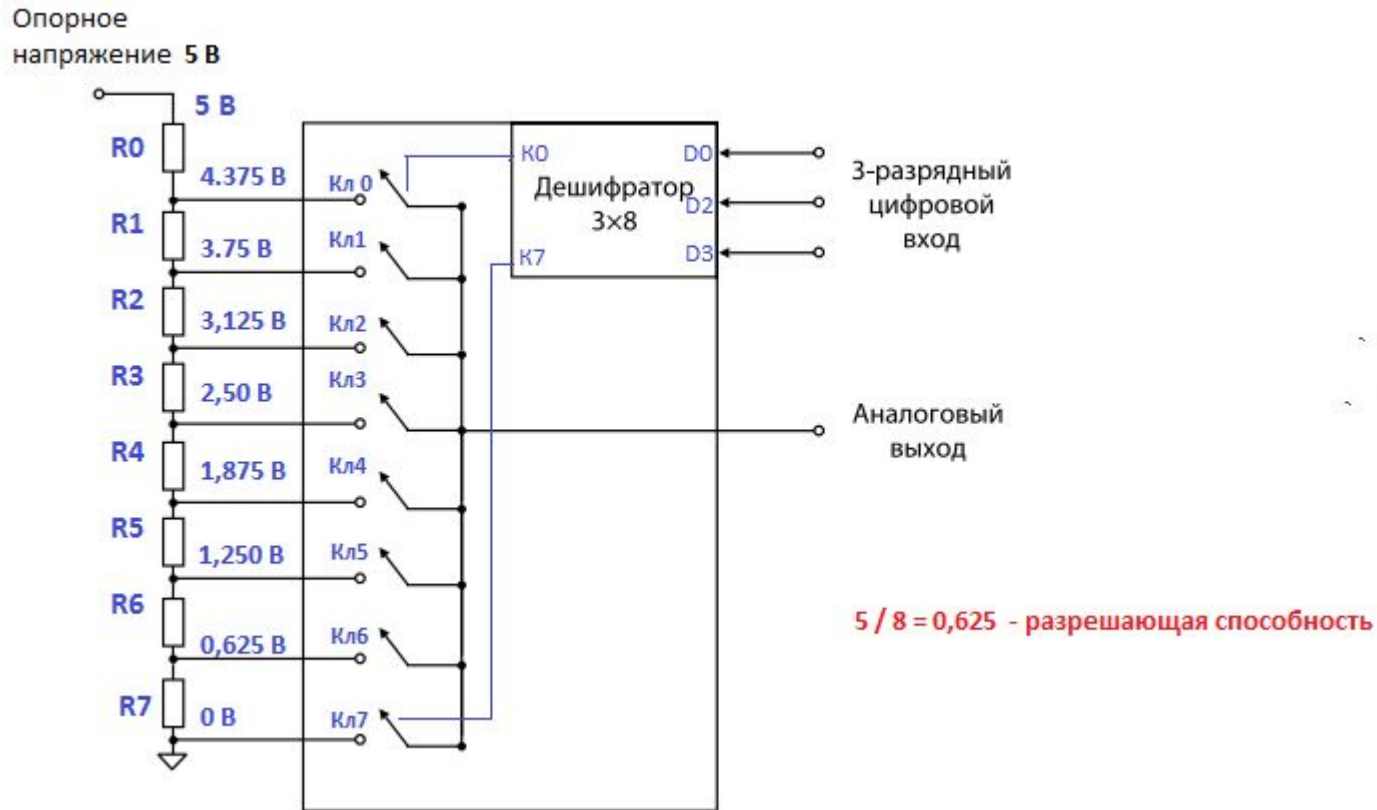 Опорное
напряжение 5 В
5 В
R0
4.375 В
R1
3.75 В
R2
3,125 В
R3
2,50 В
R4
1,875 В
R5
1,250 В
R6
0,625 В
R7
0 В
Кл 0
Кл1
Кл2
Кл3
Кл4
Кл5
Кл6
Кл7
K0
D0
Дешифратор
3×8
D2
K7
D3
3-разрядный
цифровой
вход
Аналоговый
выход
5 / 8 = 0,625 - разрешающая способность